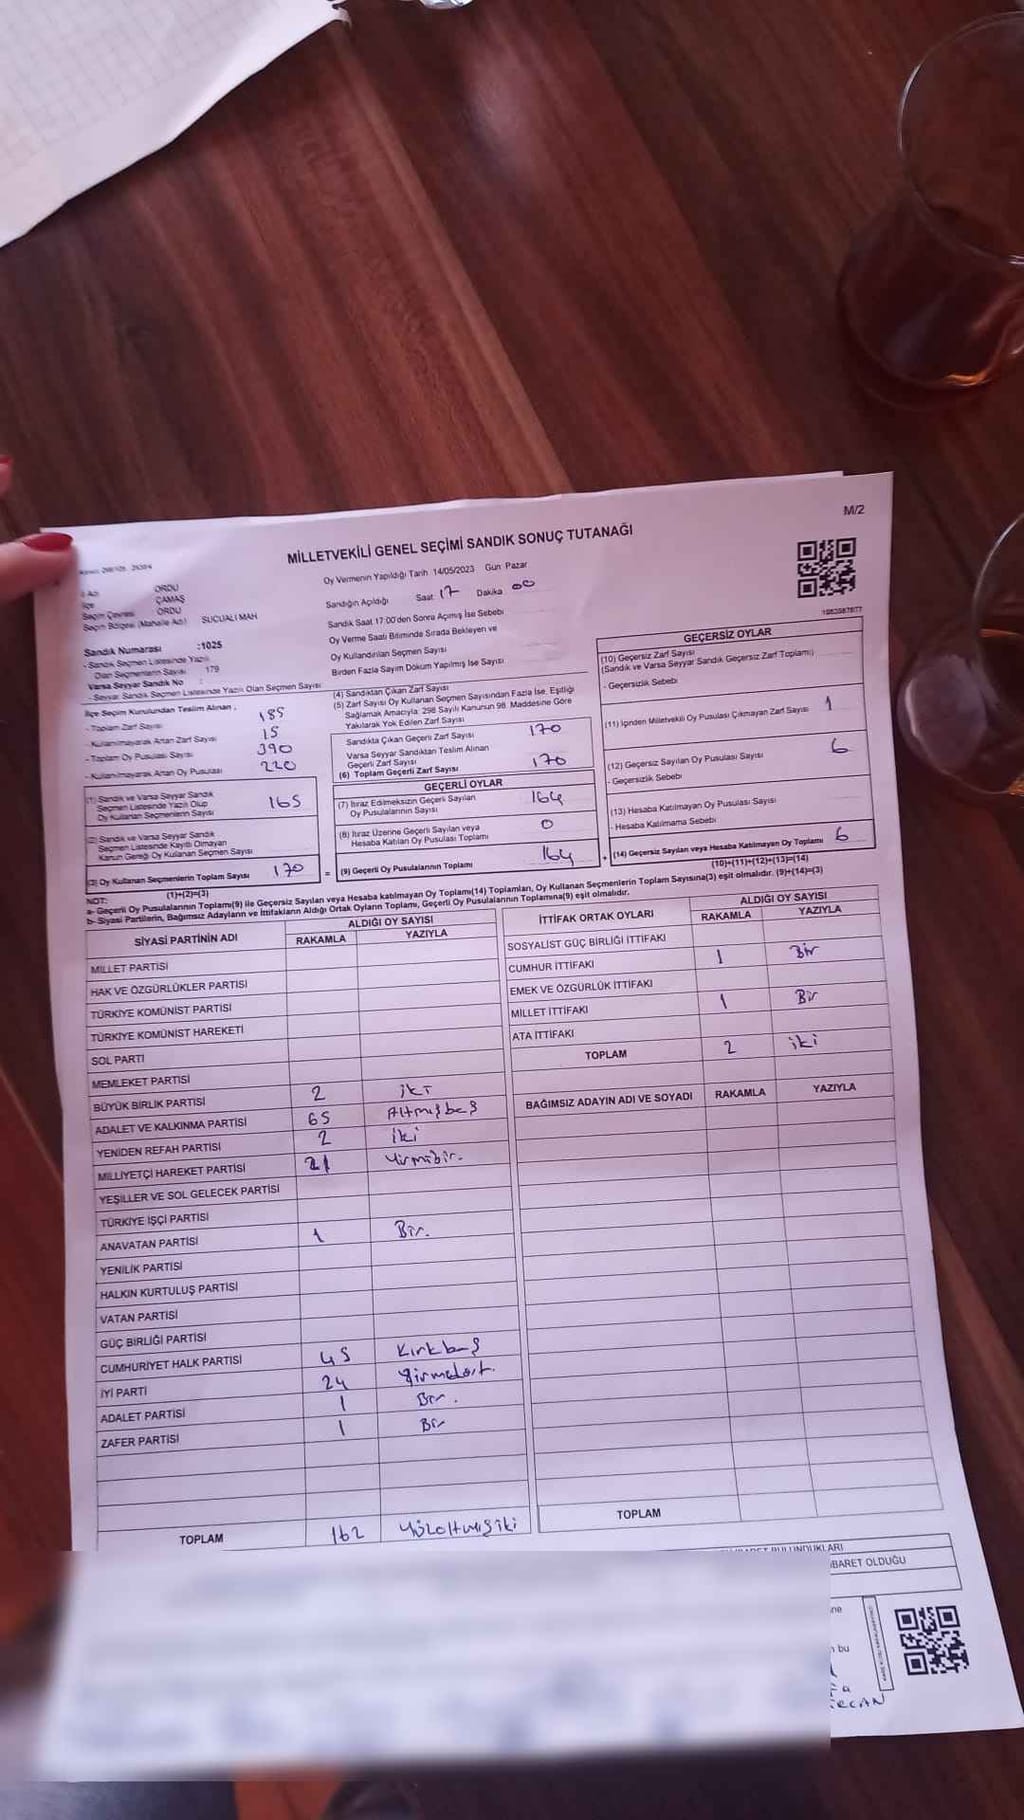 M/2
MİLLETVEKİLİ GENEL SEÇİMİ SANDIK SONUÇ TUTANAĞI
Oy Vermenin Yapıldığı Tarih 14/05/2023 Gün Pazar
İl Adı ORDU
İlçe ÇAMAŞ
Seçim Çevresi ORDU
Seçim Bölgesi (Mahalle Adı) SUCUALI MAH
Sandığın Açıldığı Saat 17 Dakika 00
Sandık Saat 17:00'den Sonra Açımış İse Sebebi
Oy Verme Saati Bitiminde Sırada Bekleyen ve
Oy Kullandırılan Seçmen Sayısı
Birden Fazla Sayım Döküm Yapılmış İse Sayısı
Sandık Numarası :1025
- Sandık Seçmen Listesinde Yazılı
Olan Seçmenlerin Sayısı 179
Varsa Seyyar Sandık No :
- Seyyar Sandık Seçmen Listesinde Yazılı Olan Seçmen Sayısı
İlçe Seçim Kurulundan Teslim Alınan ;
- Toplam Zarf Sayısı 185
- Kullanılmayarak Artan Zarf Sayısı 15
- Toplam Oy Pusulası Sayısı 390
- Kullanılmayarak Artan Oy Pusulası 220
(1) Sandık ve Varsa Seyyar Sandık
Seçmen Listesinde Yazılı Olup
Oy Kullanan Seçmenlerin Sayısı 165
(2) Sandık ve Varsa Seyyar Sandık
Seçmen Listesinde Kayıtlı Olmayan
Kanun Gereği Oy Kullanan Seçmen Sayısı
(3) Oy Kullanan Seçmenlerin Toplam Sayısı 170 =
(1)+(2)=(3)
(4) Sandıktan Çıkan Zarf Sayısı
(5) Zarf Sayısı Oy Kullanan Seçmen Sayısından Fazla İse, Eşitliği
Sağlamak Amacıyla; 298 Sayılı Kanunun 98. Maddesine Göre
Yakılarak Yok Edilen Zarf Sayısı
Sandıkta Çıkan Geçerli Zarf Sayısı 170
Varsa Seyyar Sandıktan Teslim Alınan
Geçerli Zarf Sayısı
(6) Toplam Geçerli Zarf Sayısı 170
GEÇERLİ OYLAR
(7) İtiraz Edilmeksizin Geçerli Sayılan
Oy Pusulalarının Sayısı 164
(8) İtiraz Üzerine Geçerli Sayılan veya
Hesaba Katılan Oy Pusulası Toplamı 0
(9) Geçerli Oy Pusulalarının Toplamı 164 +
GEÇERSİZ OYLAR
(10) Geçersiz Zarf Sayısı
(Sandık ve Varsa Seyyar Sandık Geçersiz Zarf Toplamı)
- Geçersizlik Sebebi
(11) İçinden Milletvekili Oy Pusulası Çıkmayan Zarf Sayısı 1
(12) Geçersiz Sayılan Oy Pusulası Sayısı 6
- Geçersizlik Sebebi
(13) Hesaba Katılmayan Oy Pusulası Sayısı
- Hesaba Katılmama Sebebi
(14) Geçersiz Sayılan veya Hesaba Katılmayan Oy Toplamı 6
(10)+(11)+(12)+(13)=(14)
NOT:
a- Geçerli Oy Pusulalarının Toplamı(9) ile Geçersiz Sayılan veya Hesaba katılmayan Oy Toplamı(14) Toplamları, Oy Kullanan Seçmenlerin Toplam Sayısına(3) eşit olmalıdır. (9)+(14)=(3)
b- Siyasi Partilerin, Bağımsız Adayların ve İttifakların Aldığı Ortak Oyların Toplamı, Geçerli Oy Pusulalarının Toplamına(9) eşit olmalıdır.
SİYASİ PARTİNİN ADI ALDIĞI OY SAYISI
RAKAMLA YAZIYLA
MİLLET PARTİSİ
HAK VE ÖZGÜRLÜKLER PARTİSİ
TÜRKİYE KOMÜNİST PARTİSİ
TÜRKİYE KOMÜNİST HAREKETİ
SOL PARTİ
MEMLEKET PARTİSİ
BÜYÜK BİRLİK PARTİSİ 2 iki
ADALET VE KALKINMA PARTİSİ 65 Altmışbeş
YENİDEN REFAH PARTİSİ 2 iki
MİLLİYETÇİ HAREKET PARTİSİ 21 Yirmibir.
YEŞİLLER VE SOL GELECEK PARTİSİ
TÜRKİYE İŞÇİ PARTİSİ
ANAVATAN PARTİSİ 1 Bir.
YENİLİK PARTİSİ
HALKIN KURTULUŞ PARTİSİ
VATAN PARTİSİ
GÜÇ BİRLİĞİ PARTİSİ
CUMHURİYET HALK PARTİSİ 45 Kırkbeş
İYİ PARTİ 24 Yirmidört.
ADALET PARTİSİ 1 Bir.
ZAFER PARTİSİ 1 Bir
TOPLAM 162 Yüzaltmışiki
İTTİFAK ORTAK OYLARI ALDIĞI OY SAYISI
RAKAMLA YAZIYLA
SOSYALİST GÜÇ BİRLİĞİ İTTİFAKI
CUMHUR İTTİFAKI 1 Bir
EMEK VE ÖZGÜRLÜK İTTİFAKI
MİLLET İTTİFAKI 1 Bir
ATA İTTİFAKI
TOPLAM 2 iki
BAĞIMSIZ ADAYIN ADI VE SOYADI RAKAMLA YAZIYLA
TOPLAM
BULUNDUKLARI
İBARET OLDUĞU
bu